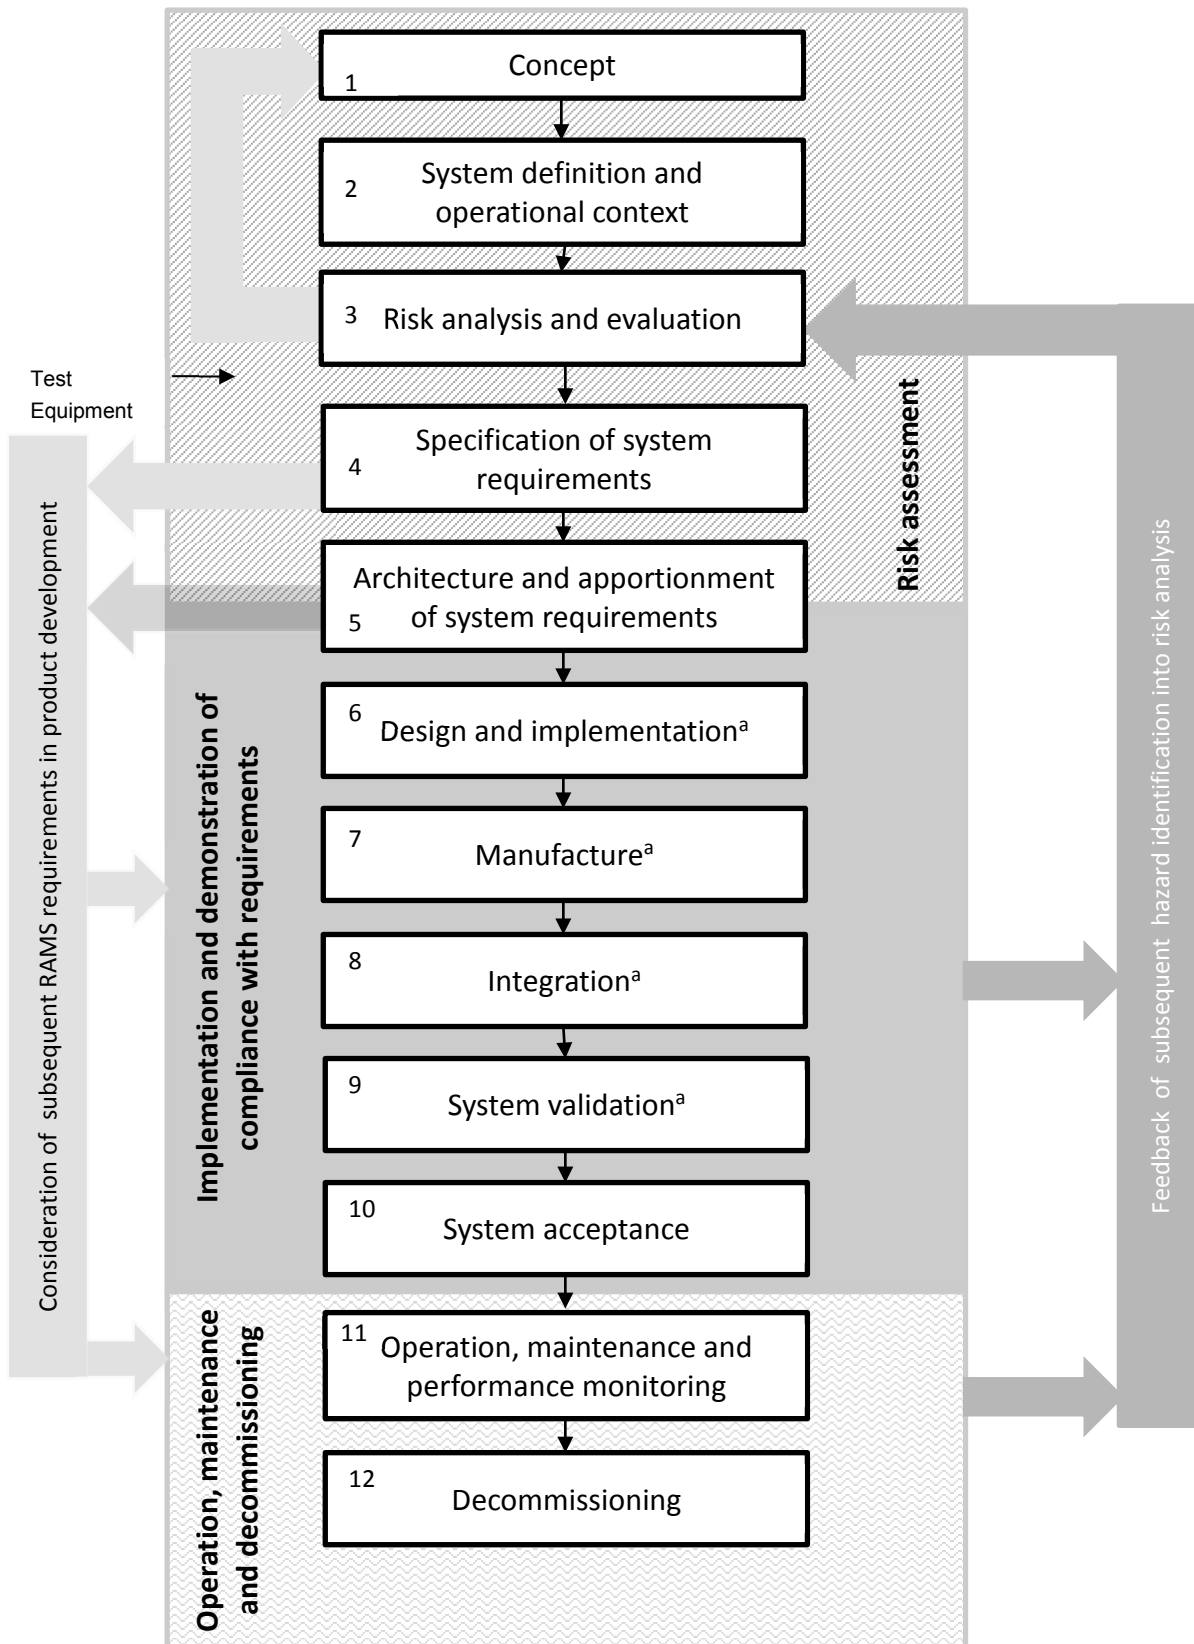 1
Concept
2
System definition and
operational context
3
Risk analysis and evaluation
Test
Equipment
4
Specification of system
requirements
Risk assessment
5
Architecture and apportionment
of system requirements
Consideration of subsequent RAMS requirements in product development
Feedback of subsequent hazard identification into risk analysis
Implementation and demonstration of
compliance with requirements
6
Design and implementationᵃ
7
Manufactureᵃ
8
Integrationᵃ
9
System validationᵃ
10
System acceptance
Operation, maintenance
and decommissioning
11
Operation, maintenance and
performance monitoring
12
Decommissioning